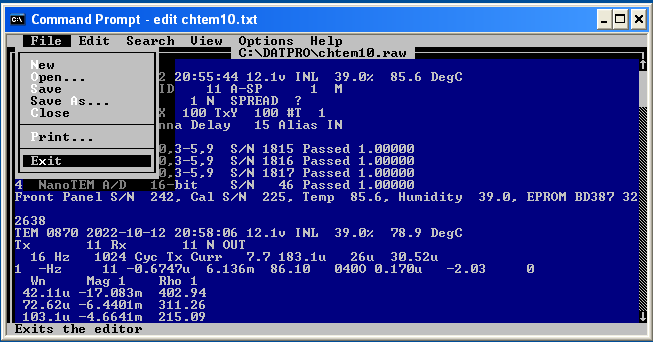 Command Prompt - edit chtem10.txt
File Edit Search View Options Help
C:\DATPRO\chtem10.raw
New
Open...
Save
Save As...
Close
Print...
Exit
2 20:55:44 12.1v INL 39.0% 85.6 DegC
ID 11 A-SP 1 M
1 N SPREAD ?
X 100 TxY 100 #T 1
nna Delay 15 Alias IN
0,3-5,9 S/N 1815 Passed 1.00000
0,3-5,9 S/N 1816 Passed 1.00000
0,3-5,9 S/N 1817 Passed 1.00000
4 NanoTEM A/D 16-bit S/N 46 Passed 1.00000
Front Panel S/N 242, Cal S/N 225, Temp 85.6, Humidity 39.0, EPROM BD387 32
2638
TEM 0870 2022-10-12 20:58:06 12.1v INL 39.0% 78.9 DegC
Tx 11 Rx 11 N OUT
16 Hz 1024 Cyc Tx Curr 7.7 183.1u 26u 30.52u
1 -Hz 11 -0.6747u 6.136m 86.10 040O 0.170u -2.03 0
Wn Mag 1 Rho 1
42.11u -17.083m 402.94
72.62u -6.4401m 311.26
103.1u -4.6641m 215.09
Exits the editor